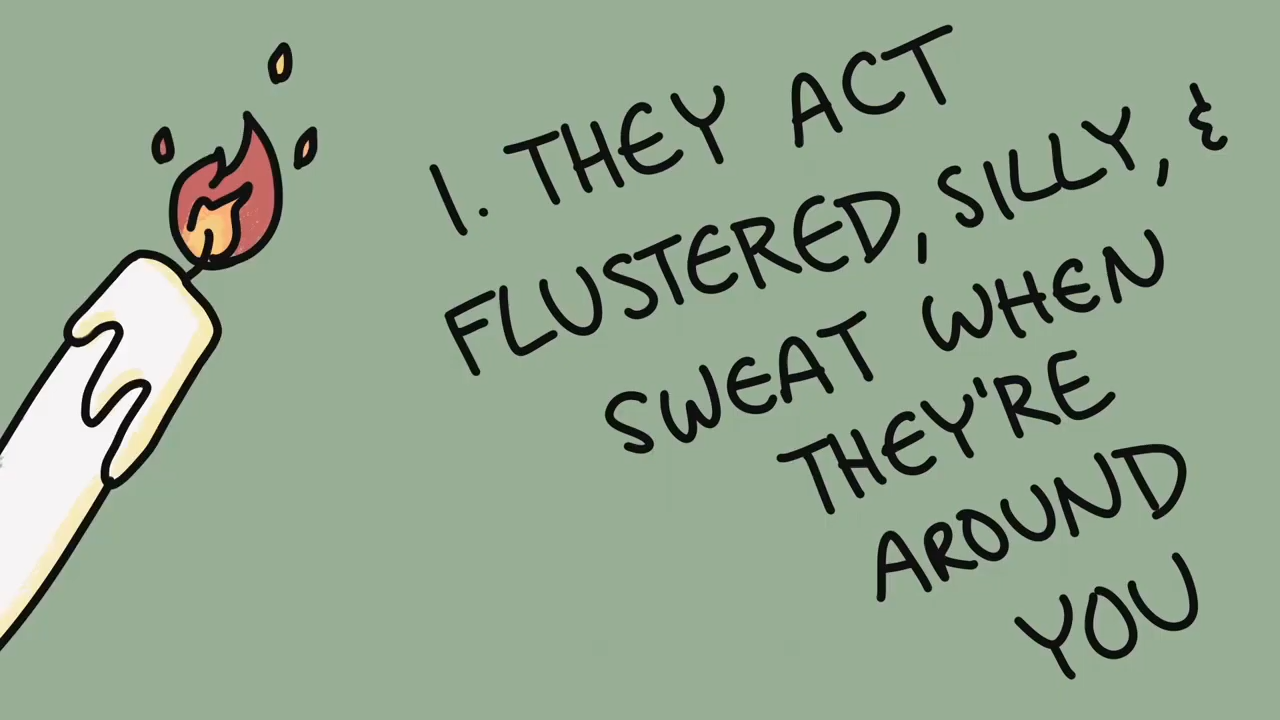 1. THEY ACT
FLUSTERED, SILLY, &
SWEAT WHEN
THEY'RE
AROUND
YOU